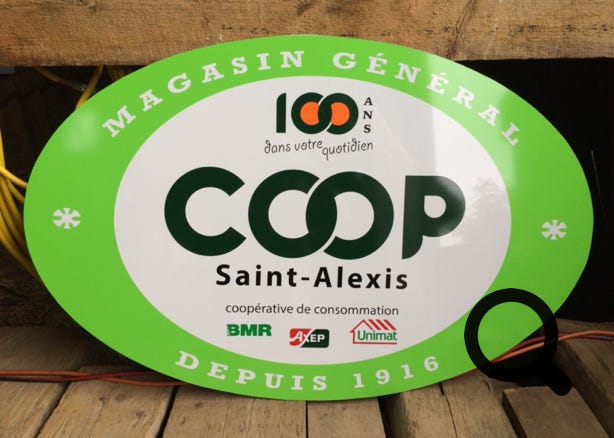 MAGASIN GÉNÉRAL
100 ANS
dans votre quotidien
COOP
Saint-Alexis
coopérative de consommation
BMR AXEP Unimat
DEPUIS 1916